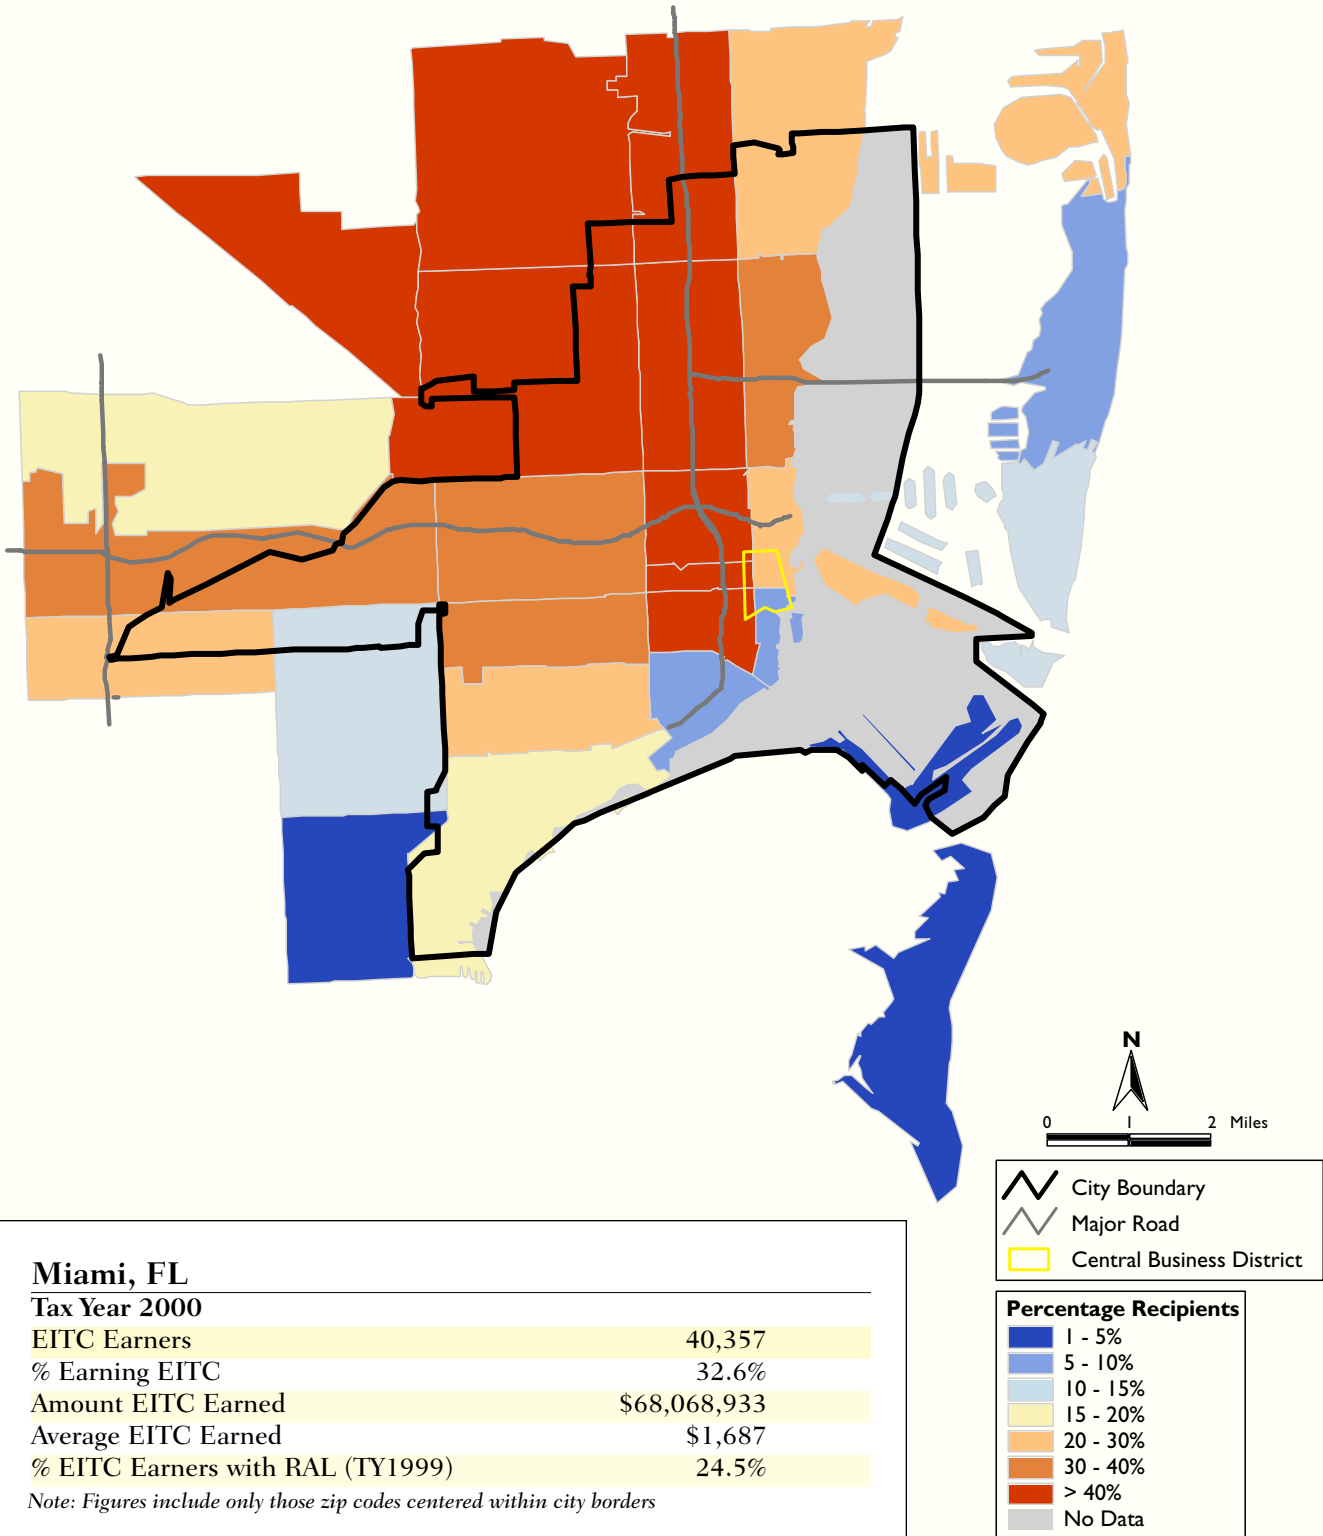 N
0 1 2 Miles
City Boundary
Major Road
Central Business District
Miami, FL
Tax Year 2000
EITC Earners 40,357
% Earning EITC 32.6%
Amount EITC Earned $68,068,933
Average EITC Earned $1,687
% EITC Earners with RAL (TY1999) 24.5%
Note: Figures include only those zip codes centered within city borders
Percentage Recipients
1 - 5%
5 - 10%
10 - 15%
15 - 20%
20 - 30%
30 - 40%
> 40%
No Data